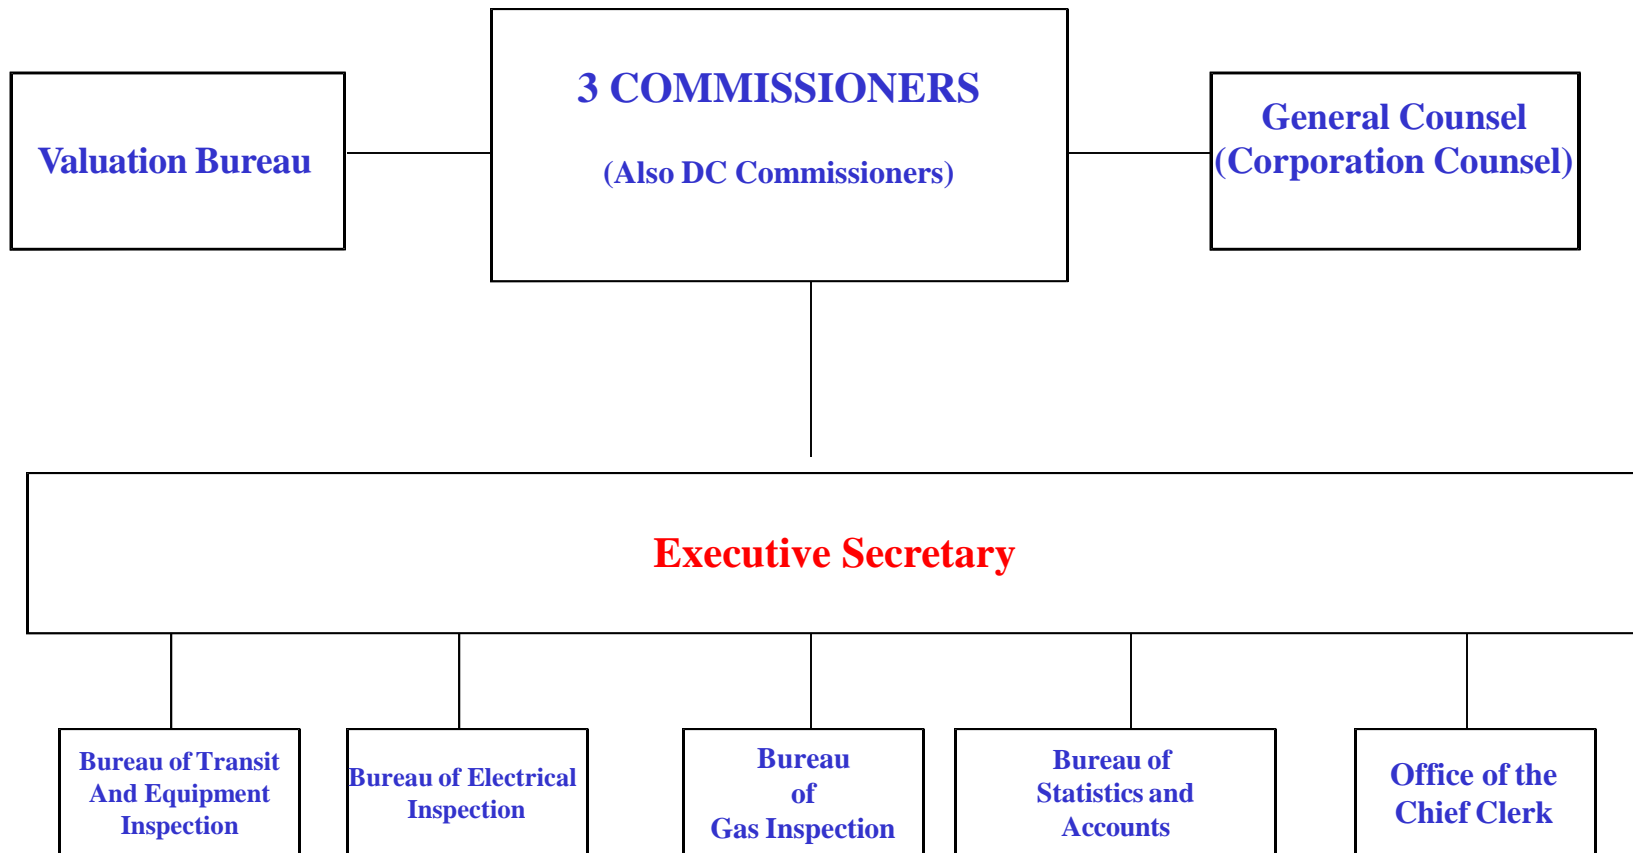 3 COMMISSIONERS
(Also DC Commissioners)
Valuation Bureau
General Counsel
(Corporation Counsel)
Executive Secretary
Bureau of Transit
And Equipment
Inspection
Bureau of Electrical
Inspection
Bureau
of
Gas Inspection
Bureau of
Statistics and
Accounts
Office of the
Chief Clerk